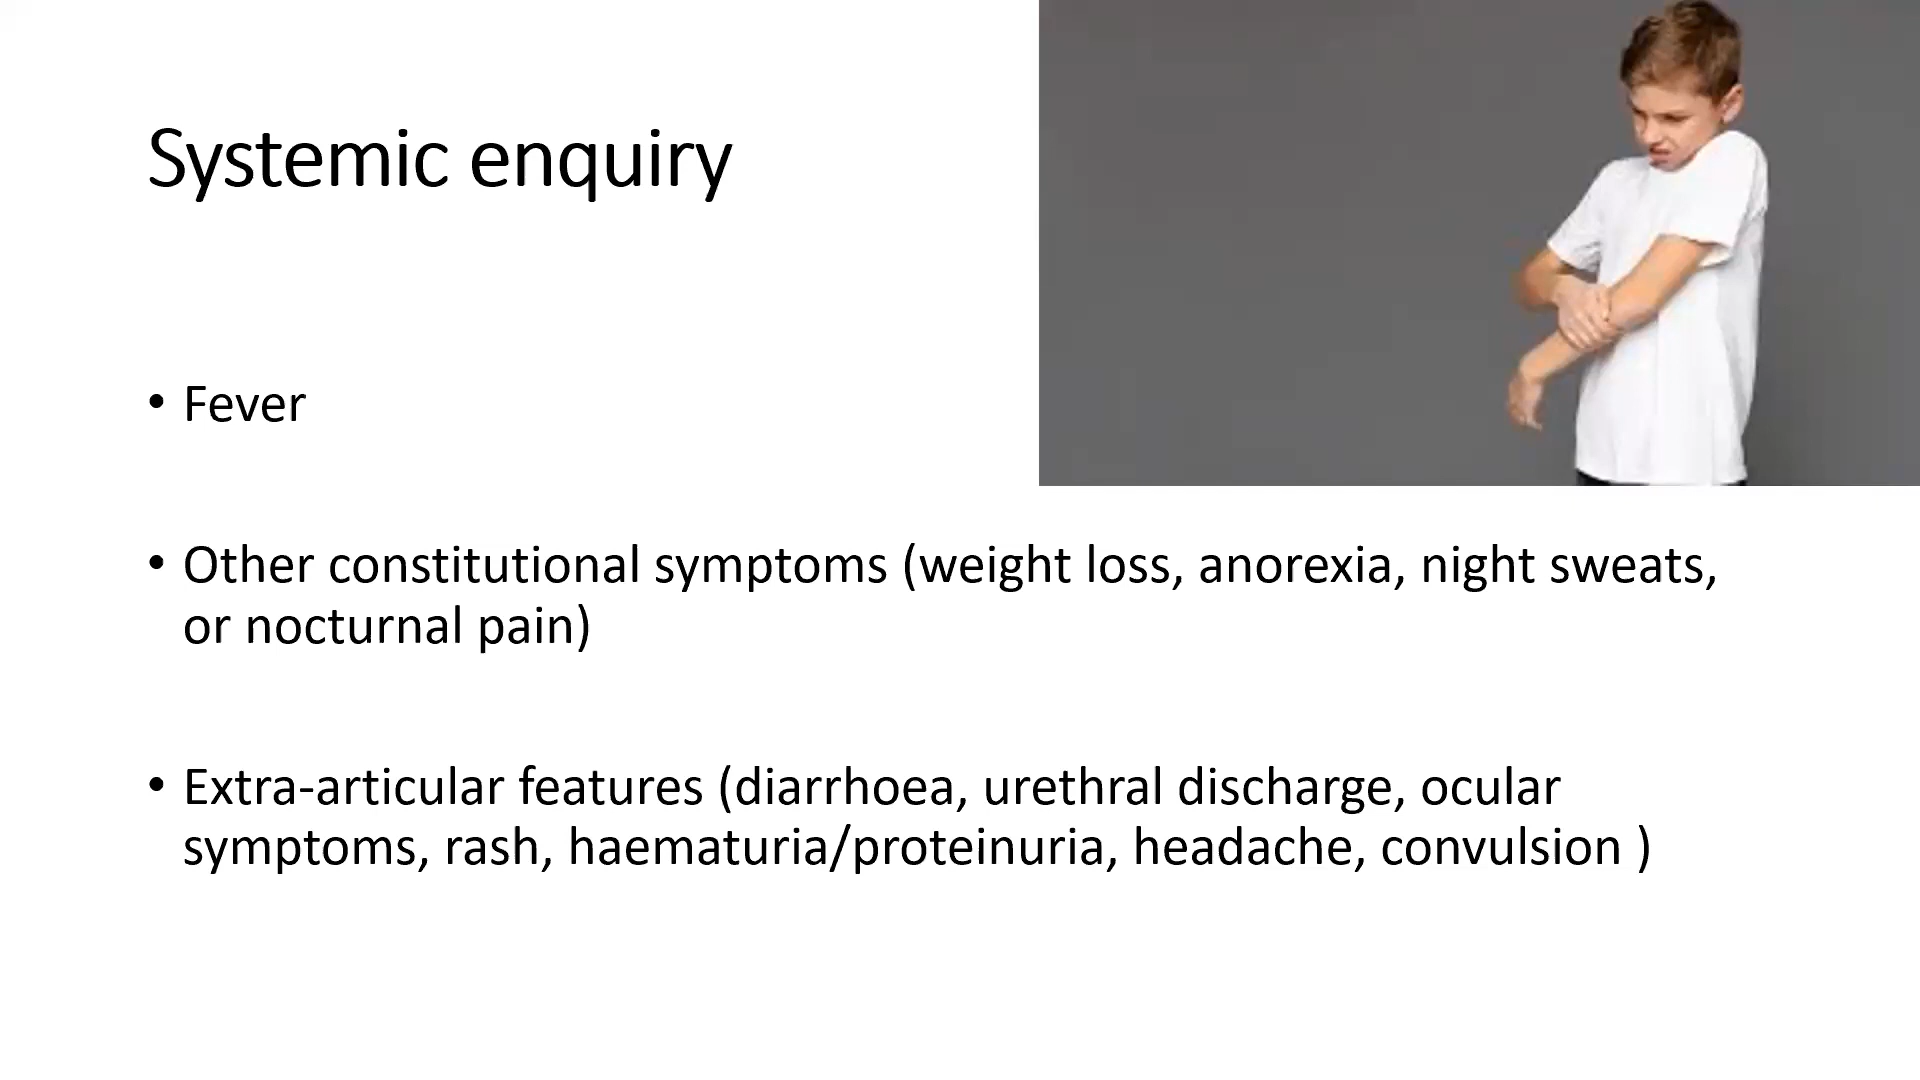 Systemic enquiry
• Fever
• Other constitutional symptoms (weight loss, anorexia, night sweats,
or nocturnal pain)
• Extra-articular features (diarrhoea, urethral discharge, ocular
symptoms, rash, haematuria/proteinuria, headache, convulsion )